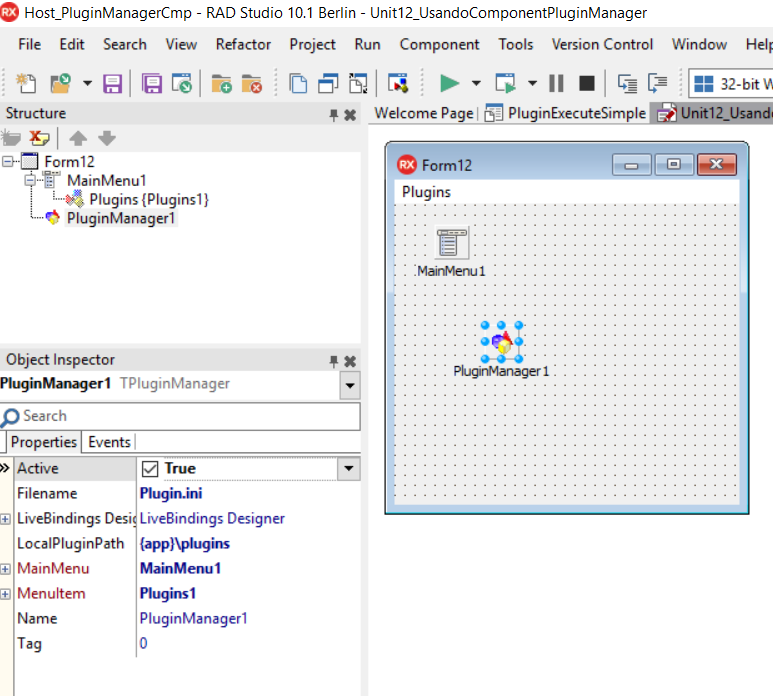 RX Host_PluginManagerCmp - RAD Studio 10.1 Berlin - Unit12_UsandoComponentPluginManager
File Edit Search View Refactor Project Run Component Tools Version Control Window Help
32-bit W
Structure
Welcome Page PluginExecuteSimple Unit12_Usando
Form12
MainMenu1
Plugins {Plugins1}
PluginManager1
RX Form12
Plugins
MainMenu1
PluginManager1
Object Inspector
PluginManager1 TPluginManager
Search
Properties Events
Active True
Filename Plugin.ini
LiveBindings Desig LiveBindings Designer
LocalPluginPath {app}\plugins
MainMenu MainMenu1
MenuItem Plugins1
Name PluginManager1
Tag 0